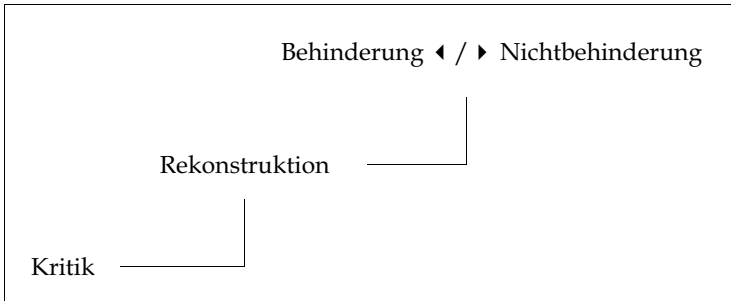 Behinderung ◂ / ▸ Nichtbehinderung
Rekonstruktion
Kritik